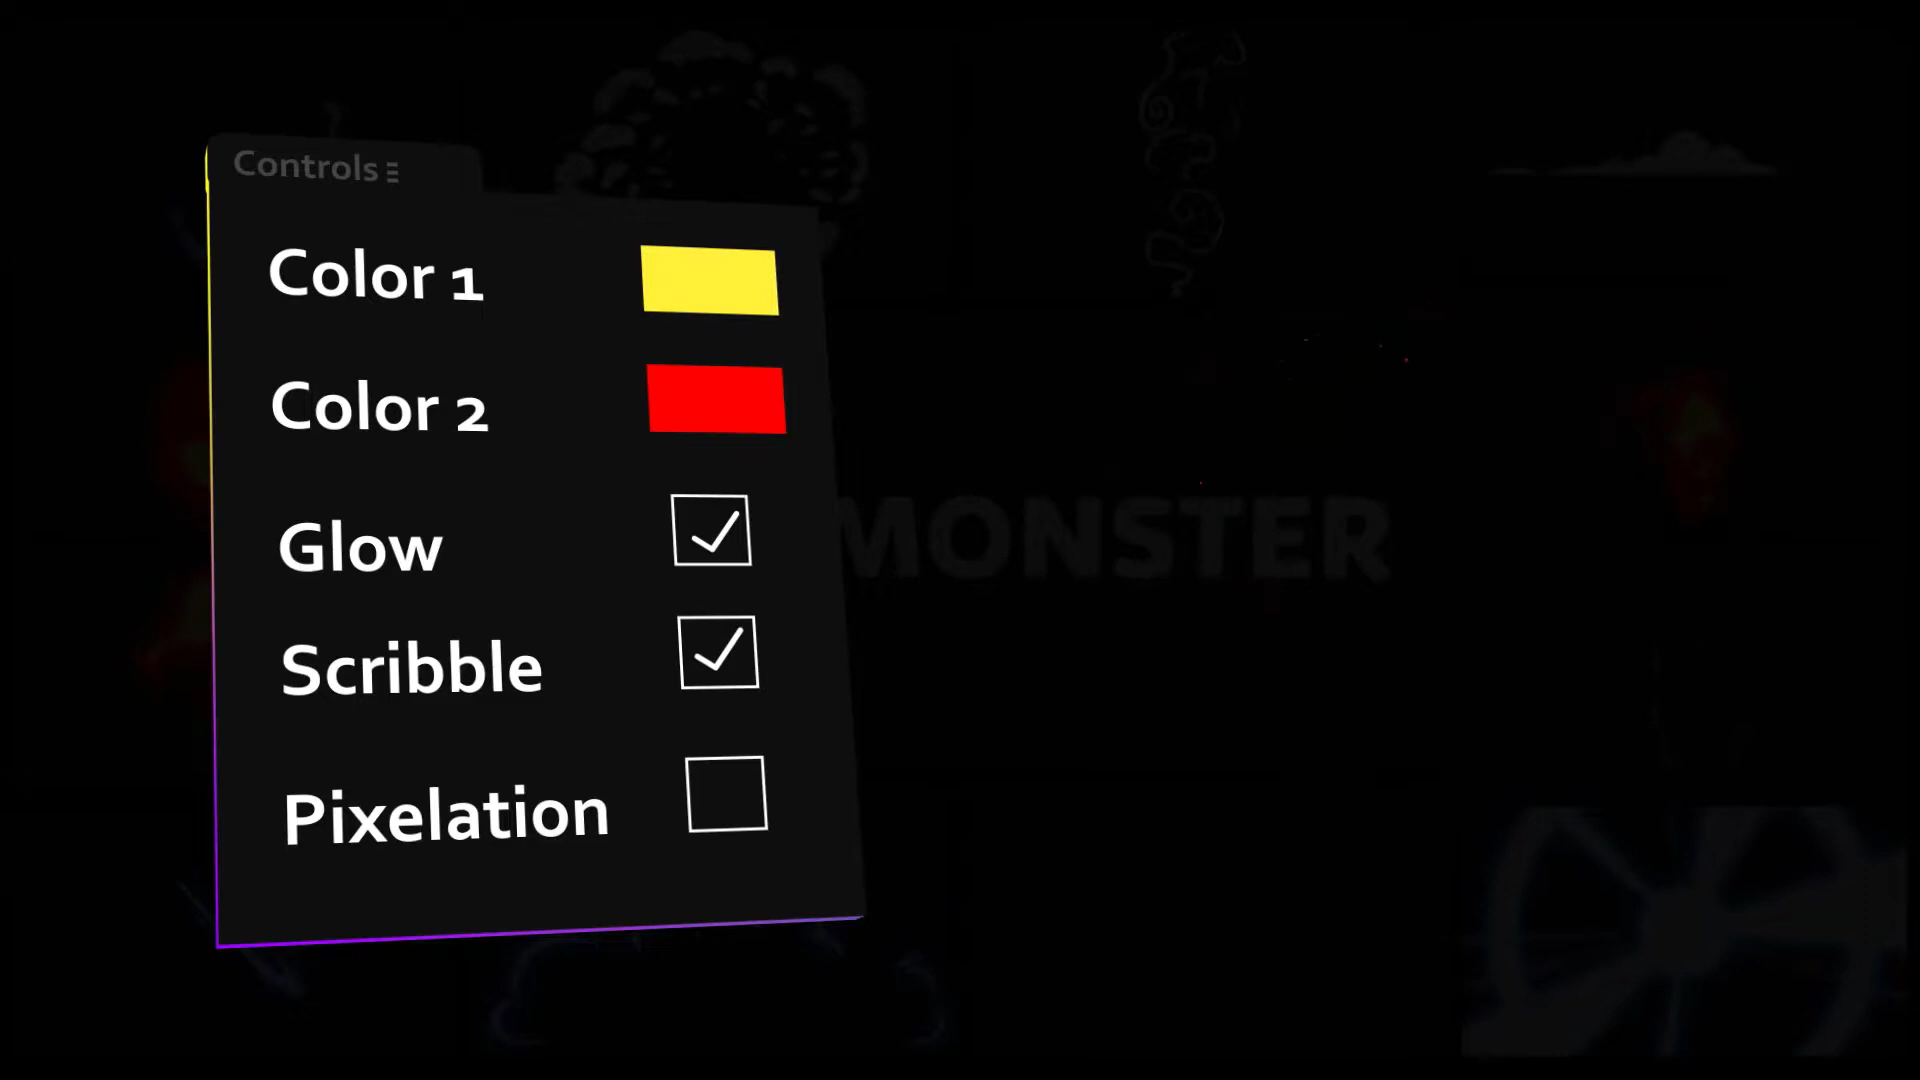 Controls
Color 1
Color 2
Glow
Scribble
Pixelation
MONSTER